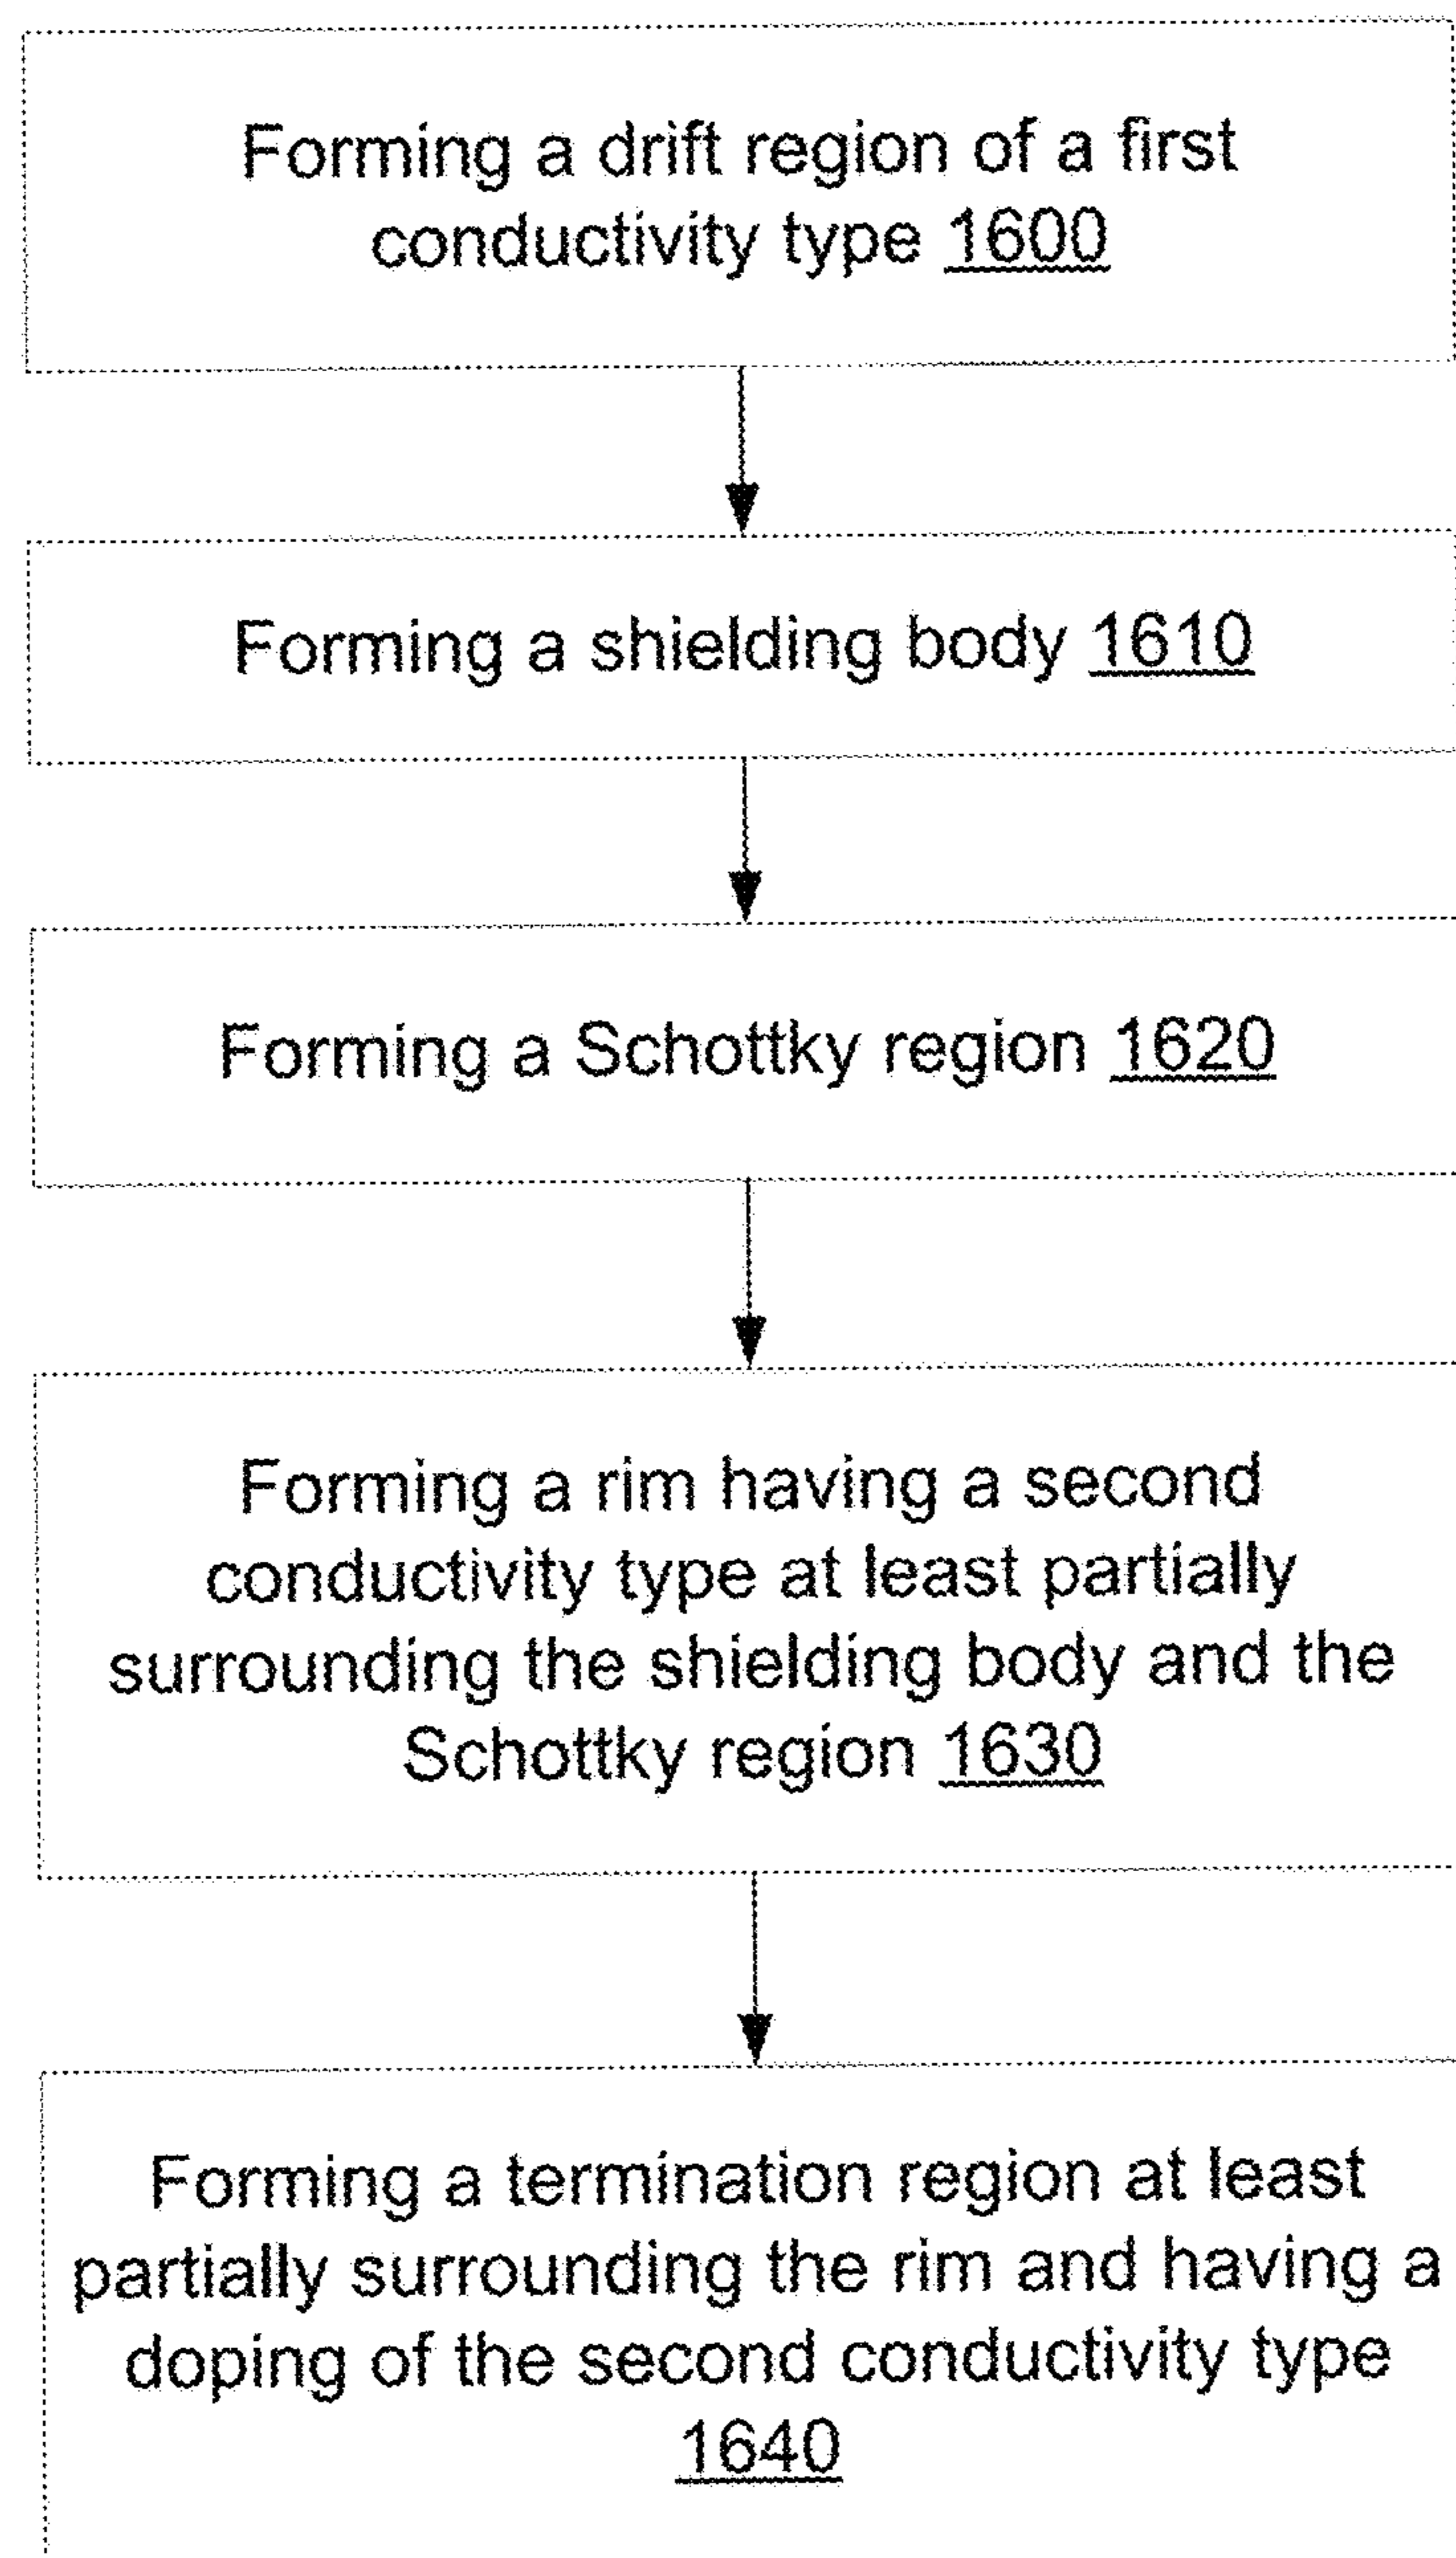 Forming a drift region of a first
conductivity type 1600
Forming a shielding body 1610
Forming a Schottky region 1620
Forming a rim having a second
conductivity type at least partially
surrounding the shielding body and the
Schottky region 1630
Forming a termination region at least
partially surrounding the rim and having a
doping of the second conductivity type
1640